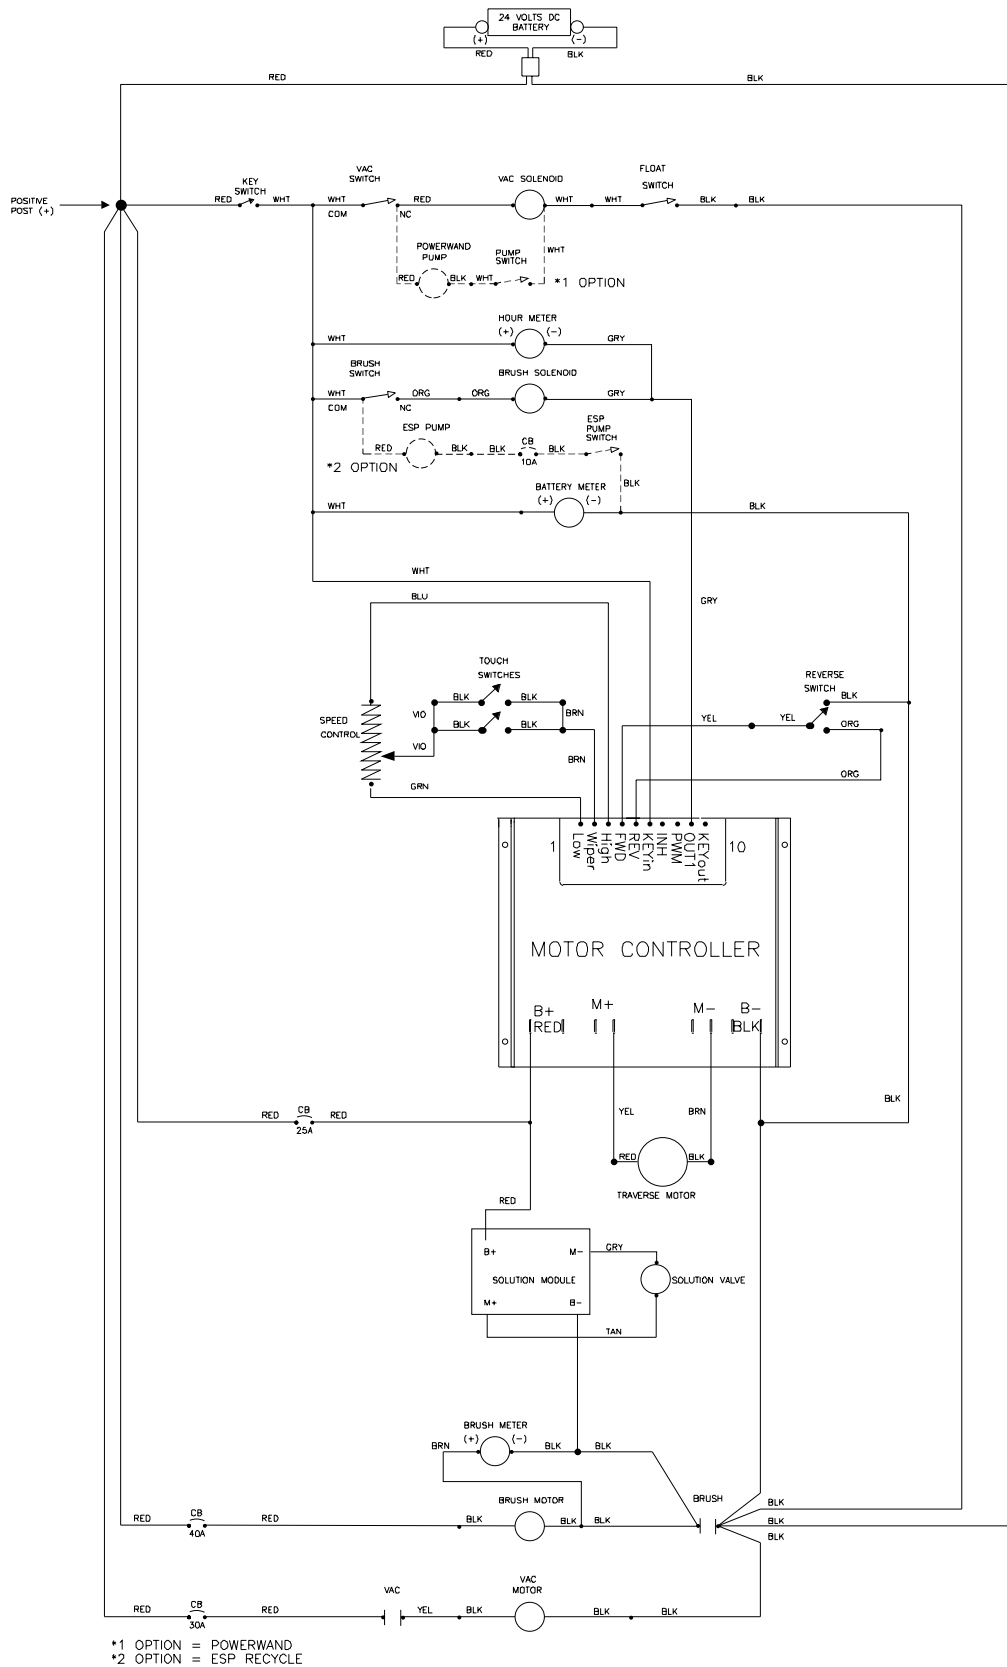 24 VOLTS DC
BATTERY
(+) (-)
RED BLK
RED BLK
POSITIVE
POST (+)
RED
KEY
SWITCH
WHT
VAC
SWITCH
WHT
COM
NC
RED
VAC SOLENOID
WHT WHT
FLOAT
SWITCH
BLK BLK
POWERWAND
PUMP
PUMP
SWITCH
WHT
RED BLK WHT
*1 OPTION
HOUR METER
(+) (-)
WHT GRY
BRUSH
SWITCH
BRUSH SOLENOID
WHT ORG ORG GRY
COM NC
ESP PUMP
ESP
PUMP
SWITCH
RED BLK BLK CB BLK
10A
*2 OPTION
BLK
BATTERY METER
(+) (-)
WHT BLK
WHT
BLU
GRY
TOUCH
SWITCHES
REVERSE
SWITCH
BLK BLK BLK
SPEED
CONTROL
VIO BRN
YEL YEL ORG
BLK BLK
VIO BRN
ORG
GRN
1 10
Low
Wiper
High
FWD
REV
KEYin
INH
PWM
OUT1
KEYout
MOTOR CONTROLLER
B+ M+ M- B-
RED BLK
BLK
RED CB RED
25A
YEL BRN
RED BLK
TRAVERSE MOTOR
RED
B+ M- GRY
SOLUTION MODULE
SOLUTION VALVE
M+ B-
TAN
BRUSH METER
(+) (-)
BRN BLK BLK
BRUSH MOTOR
BRUSH
BLK
RED CB RED BLK BLK BLK BLK
40A
BLK
VAC
VAC
MOTOR
RED CB RED YEL BLK BLK BLK
30A
*1 OPTION = POWERWAND
*2 OPTION = ESP RECYCLE